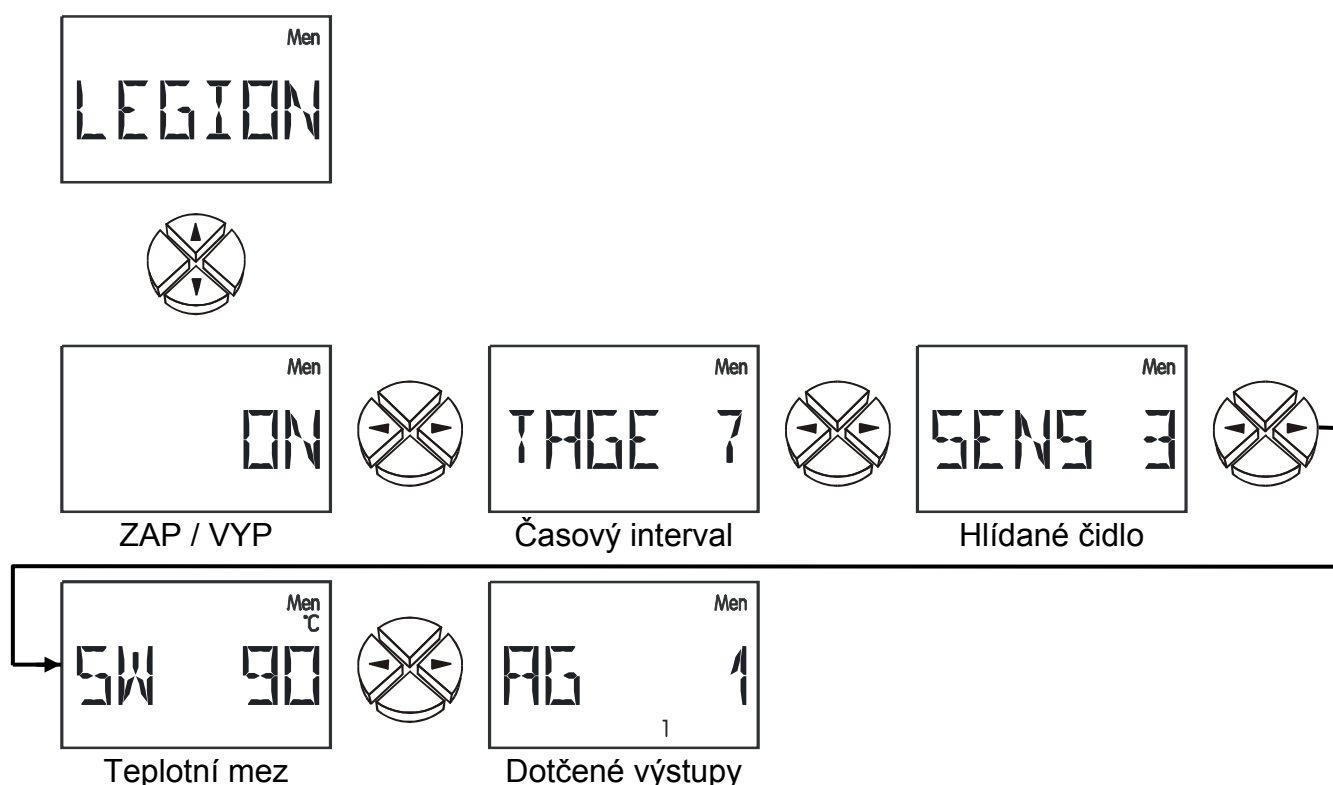 Men
LEGION
Men
ON
Men
TAGE 7
Men
SENS 3
ZAP / VYP
Časový interval
Hlídané čidlo
Men
°C
SW 90
Men
AG 1
1
Teplotní mez
Dotčené výstupy